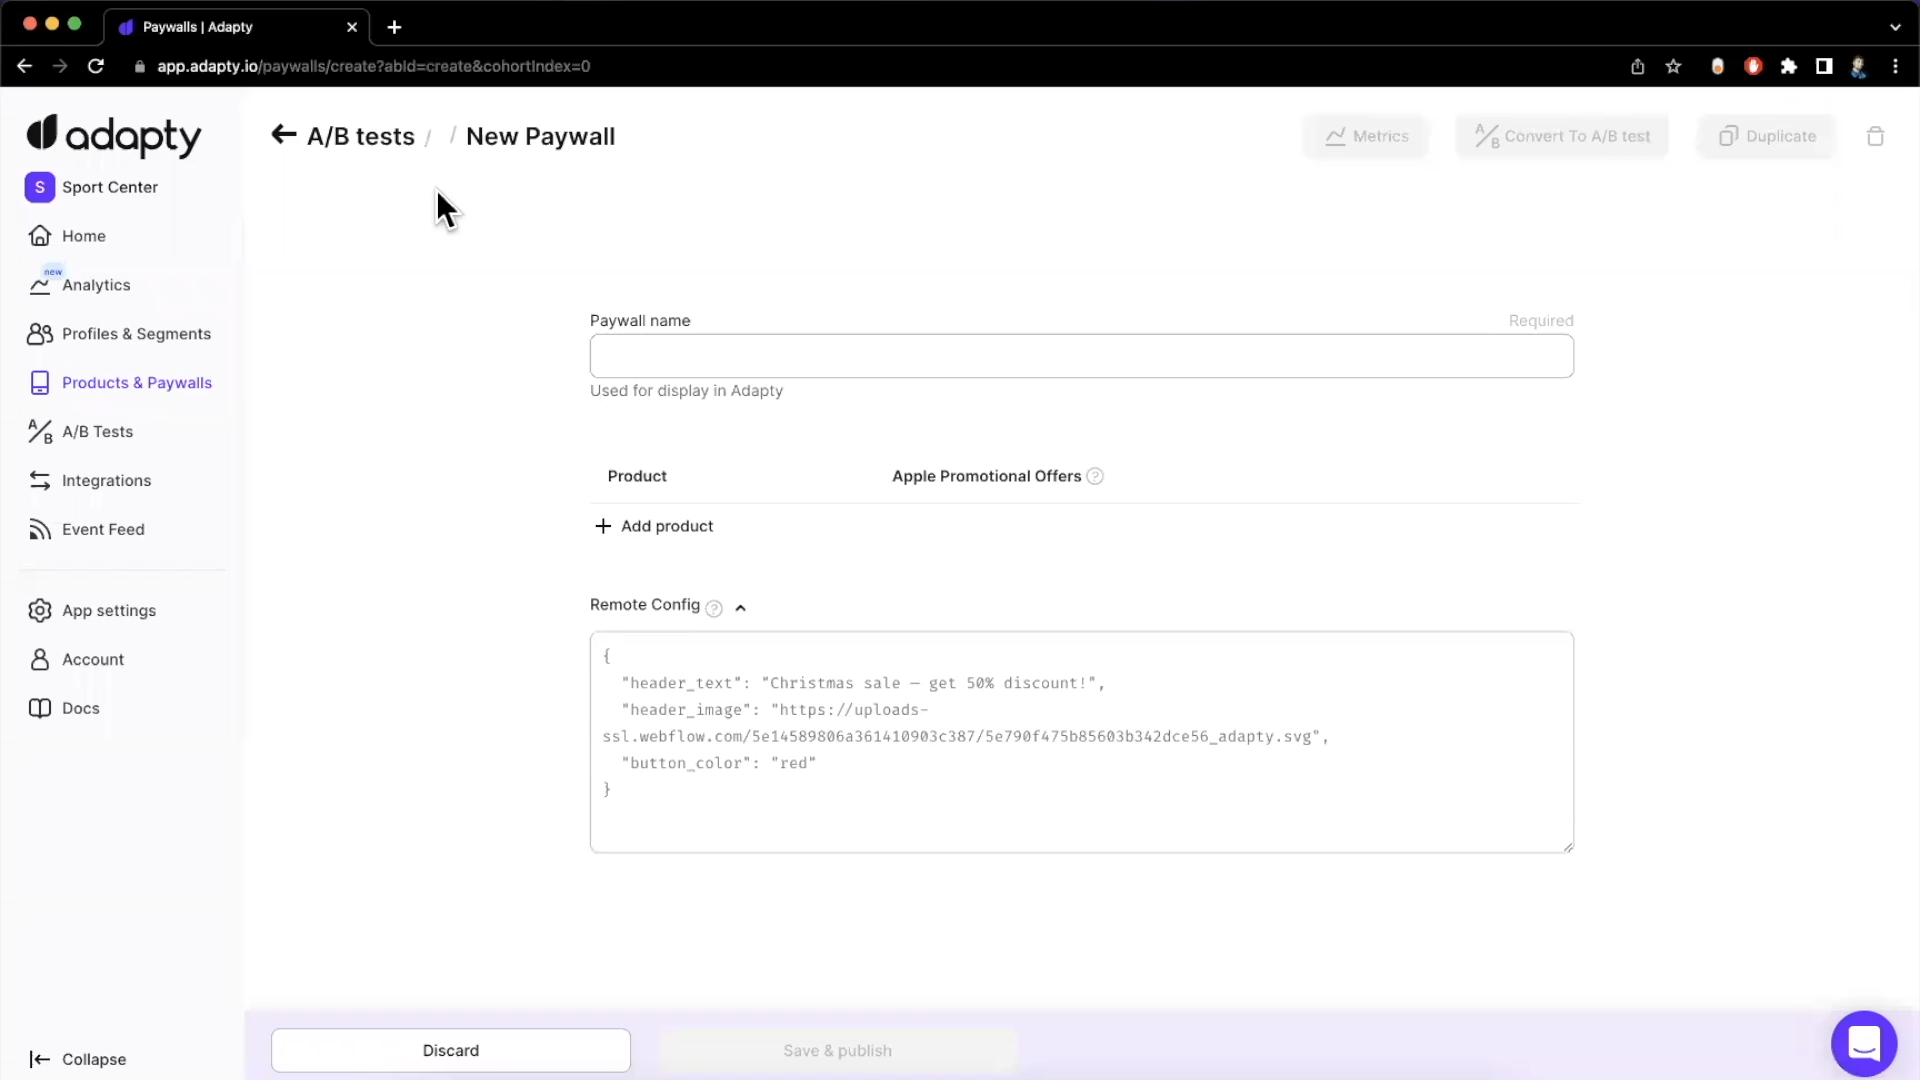 Paywalls | Adapty
app.adapty.io/paywalls/create?abId=create&cohortIndex=0
adapty
S Sport Center
Home
new
Analytics
Profiles & Segments
Products & Paywalls
A/B Tests
Integrations
Event Feed
App settings
Account
Docs
Collapse
A/B tests / / New Paywall
Metrics
A/B Convert To A/B test
Duplicate
Paywall name Required
Used for display in Adapty
Product Apple Promotional Offers ?
+ Add product
Remote Config ?
{
"header_text": "Christmas sale — get 50% discount!",
"header_image": "https://uploads-
ssl.webflow.com/5e14589806a361410903c387/5e790f475b85603b342dce56_adapty.svg",
"button_color": "red"
}
Discard
Save & publish